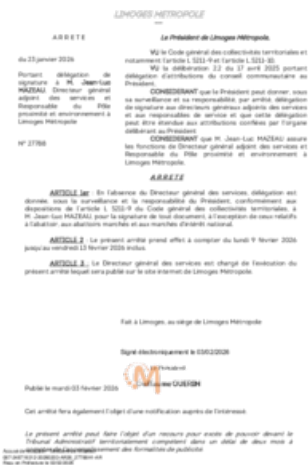 LIMOGES METROPOLE
ARRETE
du 23 janvier 2026
Portant délégation de
signature à M. Jean-Luc
MAZEAU Directeur général
adjoint des services et
Responsable du Pôle
proximité et environnement à
Limoges Métropole
N° 27788
Le Président de Limoges Métropole,
VU le Code général des collectivités territoriales et
notamment l'article L 5211-9 et l'article L 5211-10.
VU la délibération 2.2 du 17 avril 2025 portant
délégation d'attributions du conseil communautaire au
Président,
CONSIDERANT que le Président peut donner, sous
sa surveillance et sa responsabilité, par arrêté, délégation
de signature aux directeurs généraux adjoints des services
et aux responsables de service et que cette délégation
peut être étendue aux attributions confiées par l'organe
délibérant au Président
CONSIDERANT que M. Jean-Luc MAZEAU assure
les fonctions de Directeur général adjoint des services et
Responsable du Pôle proximité et environnement à
Limoges Métropole.
ARRETE
ARTICLE 1er : En l'absence du Directeur général des services, délégation est
donnée, sous la surveillance et la responsabilité du Président, conformément aux
dispositions de l'article L 5211-9 du Code général des collectivités territoriales, à
M. Jean-Luc MAZEAU, pour la signature de tout document, à l'exception de ceux relatifs
à l'abattoir, aux abattoirs marchés et aux marchés d'intérêt national.
ARTICLE 2 : Le présent arrêté prend effet à compter du lundi 9 février 2026
jusqu'au vendredi 13 février 2026 inclus.
ARTICLE 3 : Le Directeur général des services est chargé de l'exécution du
présent arrêté lequel sera publié sur le site internet de Limoges Métropole.
Fait à Limoges, au siège de Limoges Métropole
Signé électroniquement le 03/02/2026
Le Président
Guillaume GUERIN
Publié le mardi 03 février 2026
Cet arrêté fera également l'objet d'une notification auprès de l'intéressé.
Le présent arrêté peut faire l'objet d'un recours pour excès de pouvoir devant le
Tribunal Administratif territorialement compétent dans un délai de deux mois à
des formalités de publicité